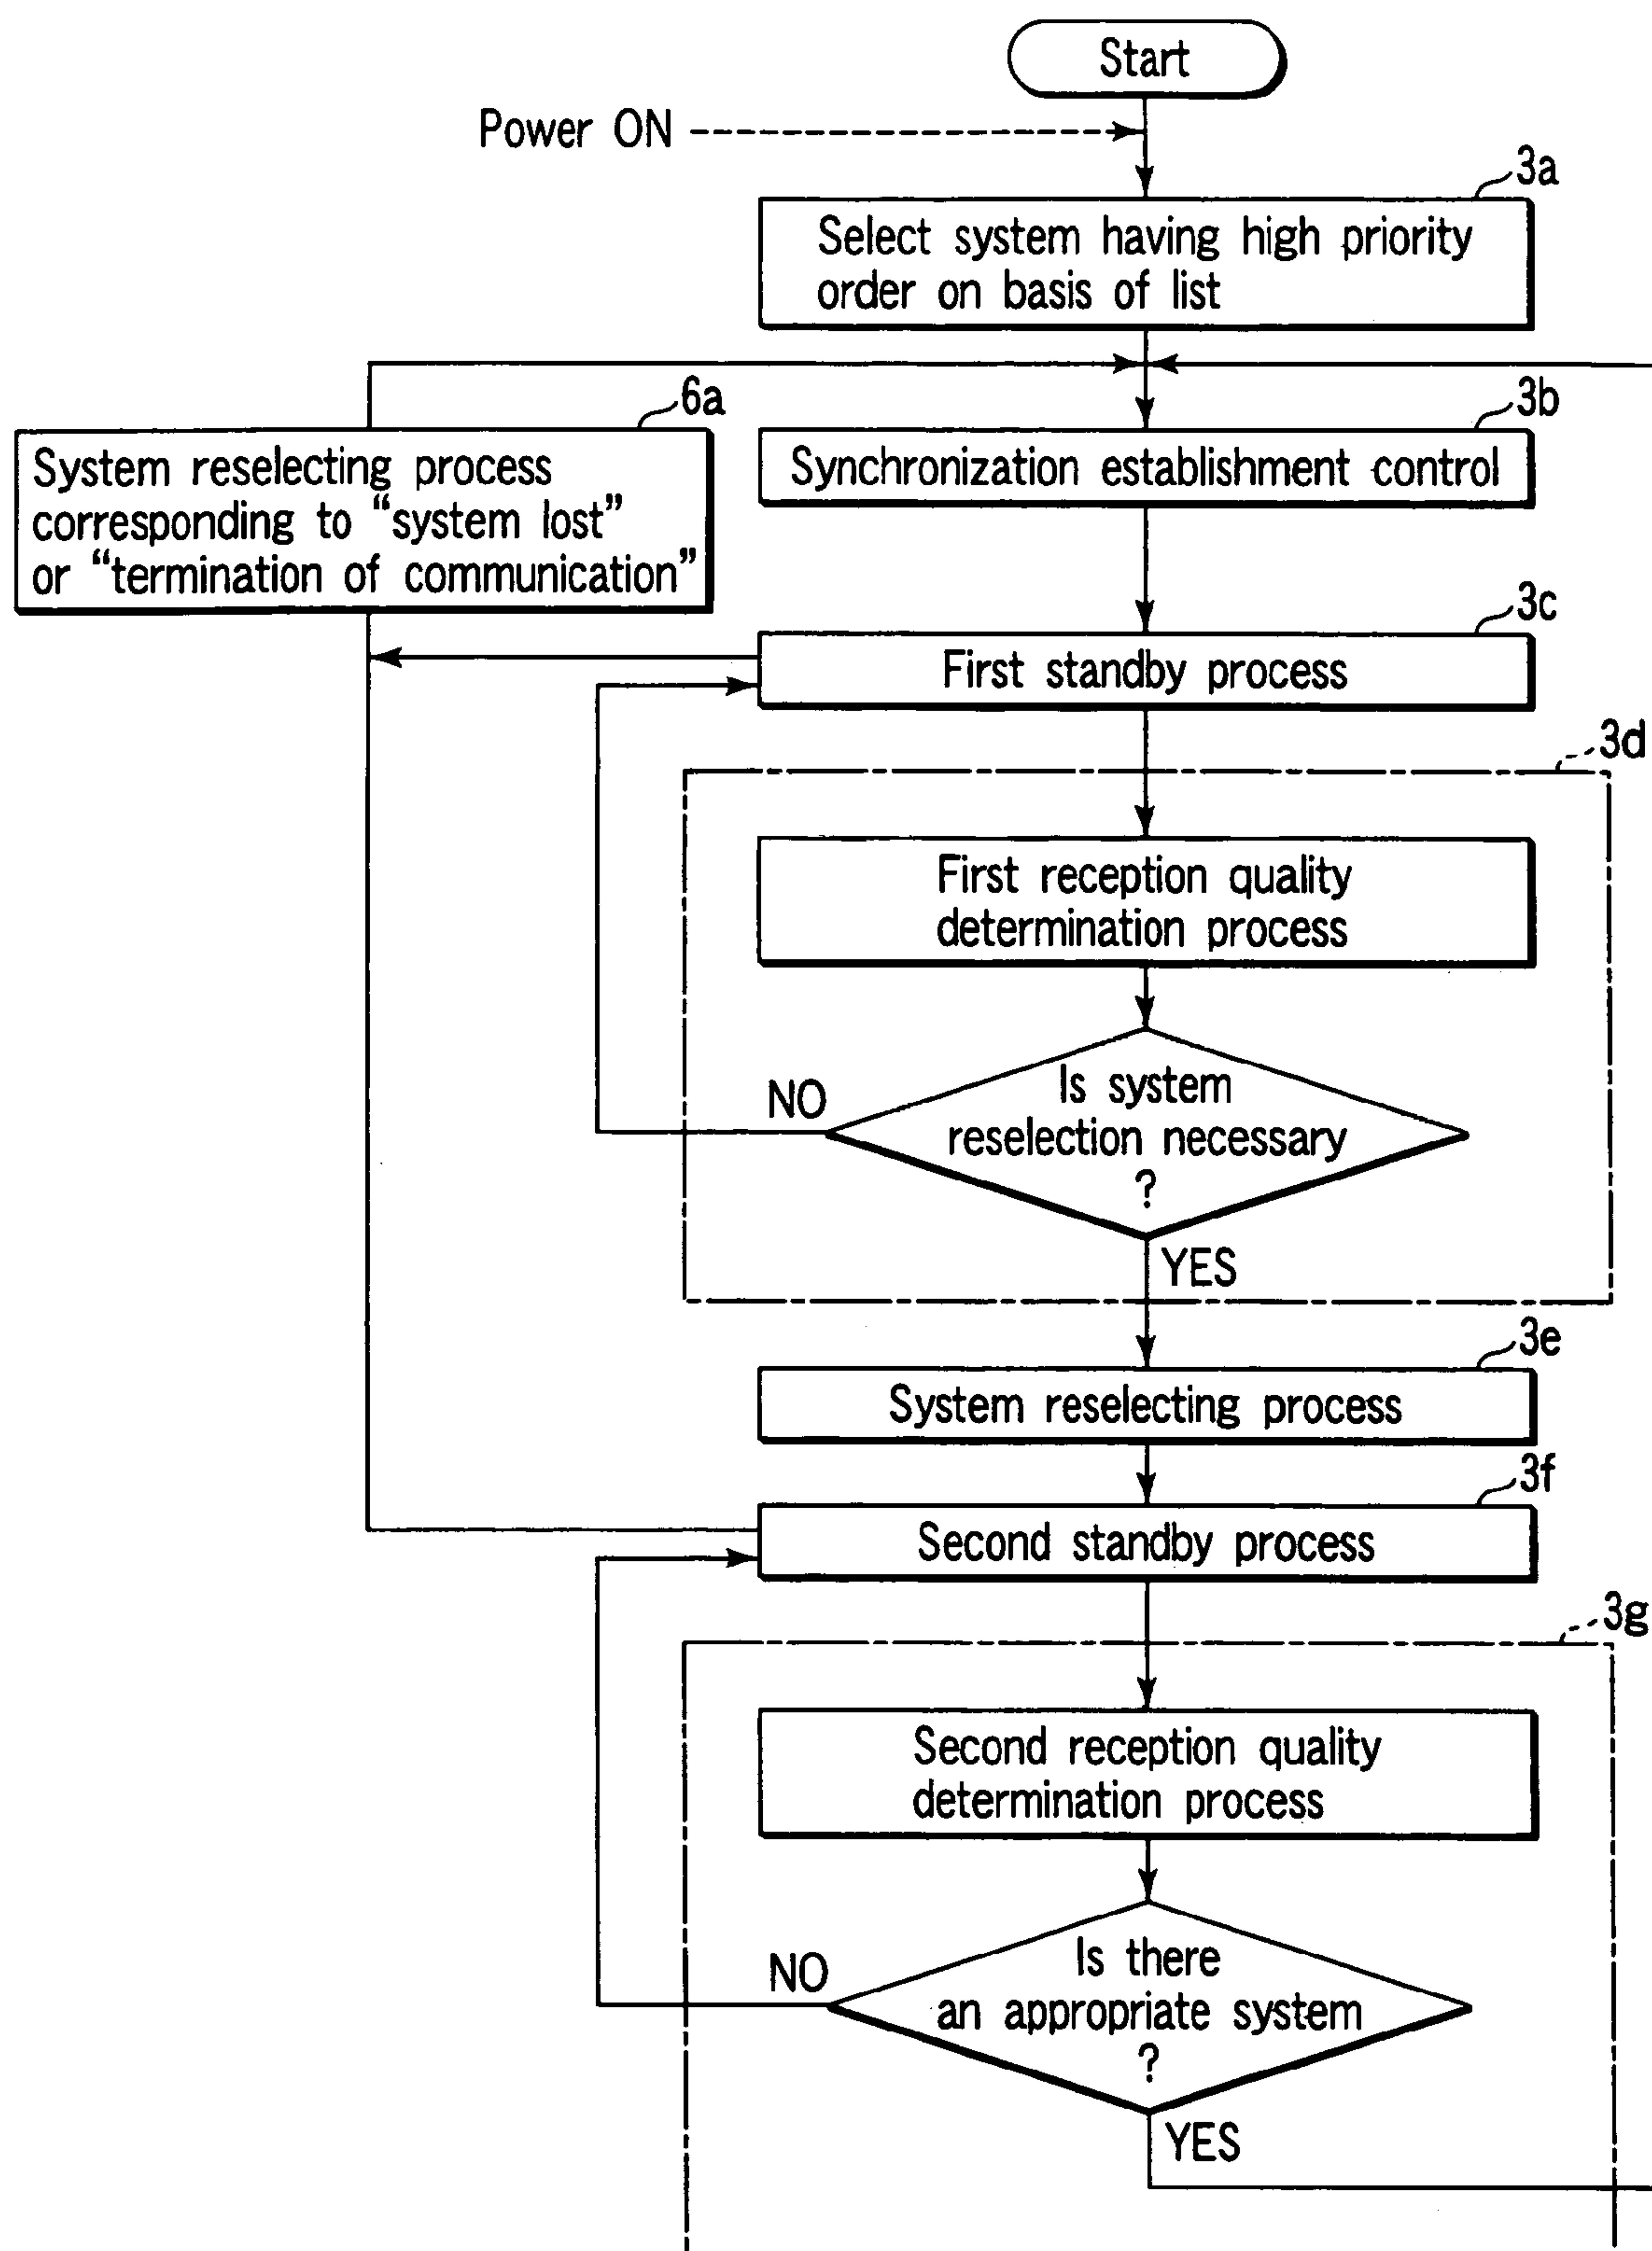 Start
Power ON
3a
Select system having high priority
order on basis of list
6a
3b
System reselecting process
corresponding to “system lost”
or “termination of communication”
Synchronization establishment control
3c
First standby process
3d
First reception quality
determination process
Is system
reselection necessary
?
NO
YES
3e
System reselecting process
3f
Second standby process
3g
Second reception quality
determination process
Is there
an appropriate system
?
NO
YES